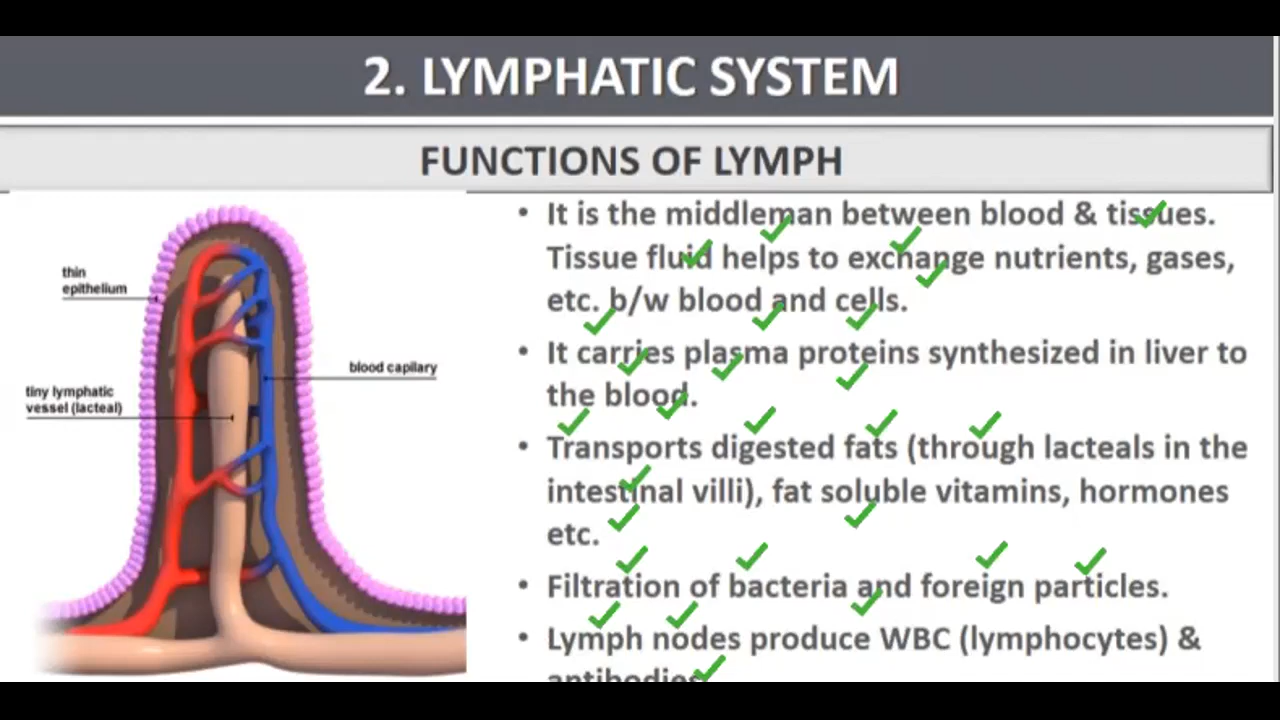 2. LYMPHATIC SYSTEM
FUNCTIONS OF LYMPH
thin
epithelium
blood capillary
tiny lymphatic
vessel (lacteal)
• It is the middleman between blood & tissues.
Tissue fluid helps to exchange nutrients, gases,
etc. b/w blood and cells.
• It carries plasma proteins synthesized in liver to
the blood.
• Transports digested fats (through lacteals in the
intestinal villi), fat soluble vitamins, hormones
etc.
• Filtration of bacteria and foreign particles.
• Lymph nodes produce WBC (lymphocytes) &
antibodies